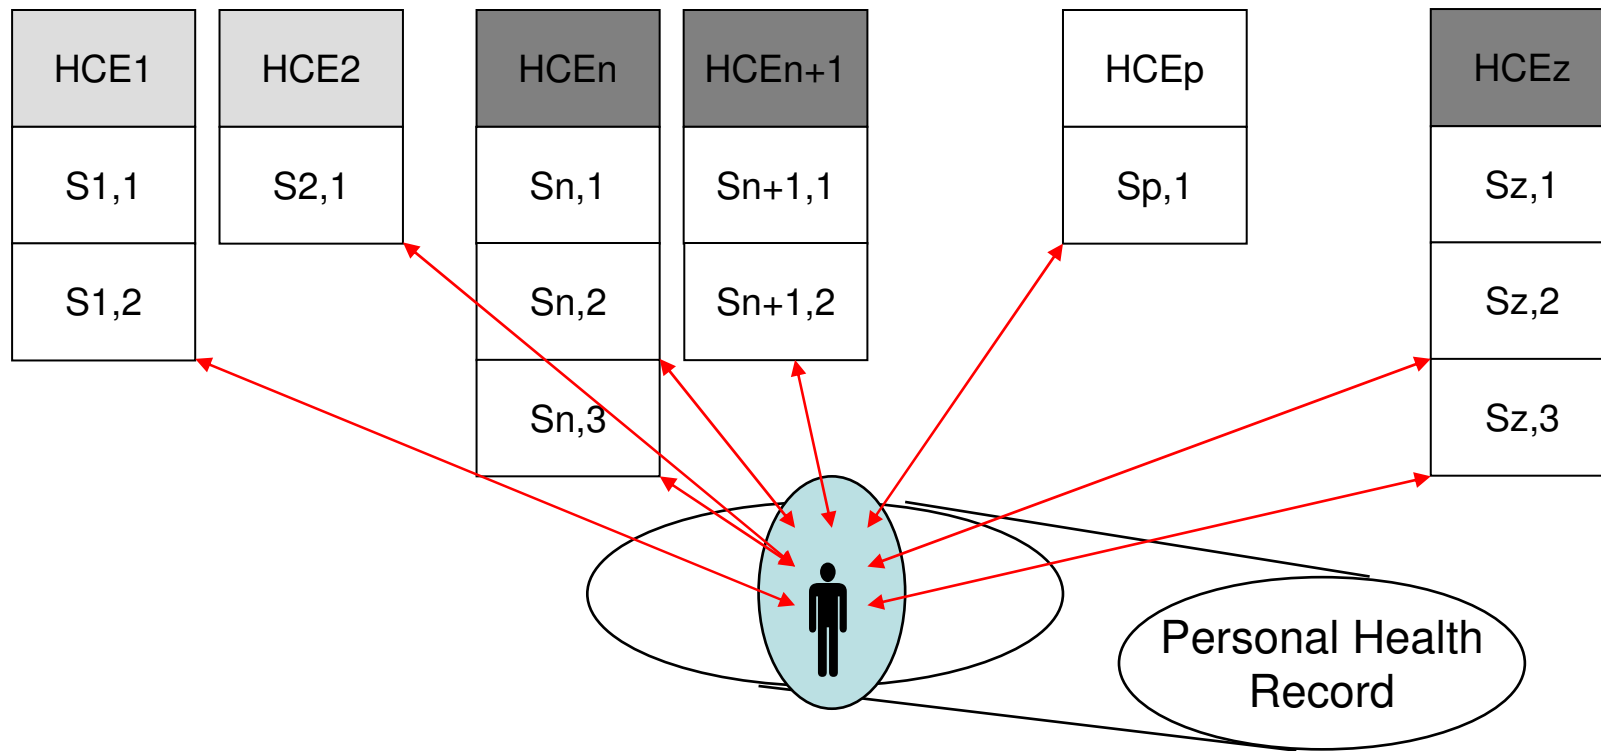 HCE1
HCE2
HCEn
HCEn+1
HCEp
HCEz
S1,1
S2,1
Sn,1
Sn+1,1
Sp,1
Sz,1
S1,2
Sn,2
Sn+1,2
Sz,2
Sn,3
Sz,3
Personal Health
Record